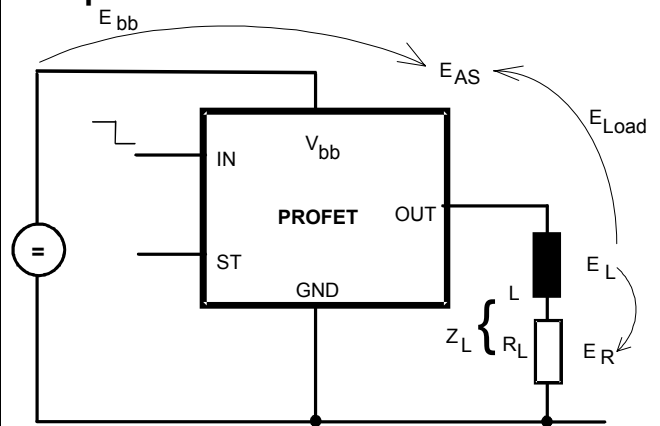 E bb
E AS
E Load
V bb
IN
PROFET
OUT
ST
GND
=
L
E L
Z L {
R L
E R